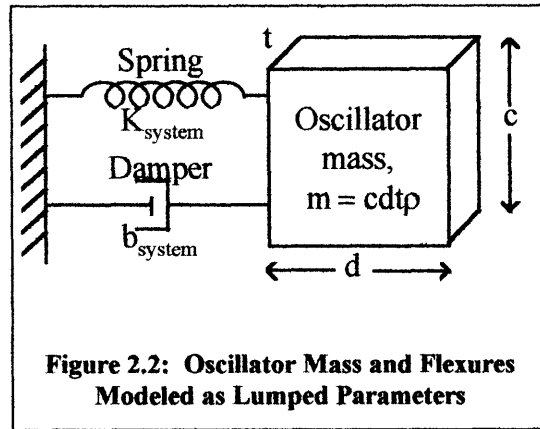 t
Spring
K_system
Damper
b_system
Oscillator
mass,
m = cdtρ
c
d
Figure 2.2: Oscillator Mass and Flexures
Modeled as Lumped Parameters